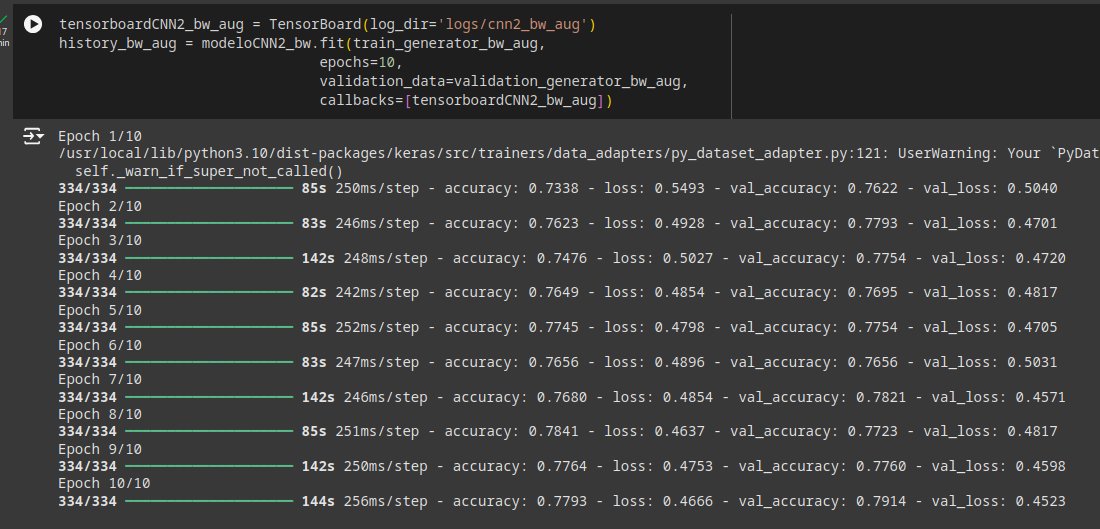 17
min
tensorboardCNN2_bw_aug = TensorBoard(log_dir='logs/cnn2_bw_aug')
history_bw_aug = modeloCNN2_bw.fit(train_generator_bw_aug,
epochs=10,
validation_data=validation_generator_bw_aug,
callbacks=[tensorboardCNN2_bw_aug])
Epoch 1/10
/usr/local/lib/python3.10/dist-packages/keras/src/trainers/data_adapters/py_dataset_adapter.py:121: UserWarning: Your `PyDat
self._warn_if_super_not_called()
334/334 ━━━━━━━━━━━━━━━━━━━━ 85s 250ms/step - accuracy: 0.7338 - loss: 0.5493 - val_accuracy: 0.7622 - val_loss: 0.5040
Epoch 2/10
334/334 ━━━━━━━━━━━━━━━━━━━━ 83s 246ms/step - accuracy: 0.7623 - loss: 0.4928 - val_accuracy: 0.7793 - val_loss: 0.4701
Epoch 3/10
334/334 ━━━━━━━━━━━━━━━━━━━━ 142s 248ms/step - accuracy: 0.7476 - loss: 0.5027 - val_accuracy: 0.7754 - val_loss: 0.4720
Epoch 4/10
334/334 ━━━━━━━━━━━━━━━━━━━━ 82s 242ms/step - accuracy: 0.7649 - loss: 0.4854 - val_accuracy: 0.7695 - val_loss: 0.4817
Epoch 5/10
334/334 ━━━━━━━━━━━━━━━━━━━━ 85s 252ms/step - accuracy: 0.7745 - loss: 0.4798 - val_accuracy: 0.7754 - val_loss: 0.4705
Epoch 6/10
334/334 ━━━━━━━━━━━━━━━━━━━━ 83s 247ms/step - accuracy: 0.7656 - loss: 0.4896 - val_accuracy: 0.7656 - val_loss: 0.5031
Epoch 7/10
334/334 ━━━━━━━━━━━━━━━━━━━━ 142s 246ms/step - accuracy: 0.7680 - loss: 0.4854 - val_accuracy: 0.7821 - val_loss: 0.4571
Epoch 8/10
334/334 ━━━━━━━━━━━━━━━━━━━━ 85s 251ms/step - accuracy: 0.7841 - loss: 0.4637 - val_accuracy: 0.7723 - val_loss: 0.4817
Epoch 9/10
334/334 ━━━━━━━━━━━━━━━━━━━━ 142s 250ms/step - accuracy: 0.7764 - loss: 0.4753 - val_accuracy: 0.7760 - val_loss: 0.4598
Epoch 10/10
334/334 ━━━━━━━━━━━━━━━━━━━━ 144s 256ms/step - accuracy: 0.7793 - loss: 0.4666 - val_accuracy: 0.7914 - val_loss: 0.4523